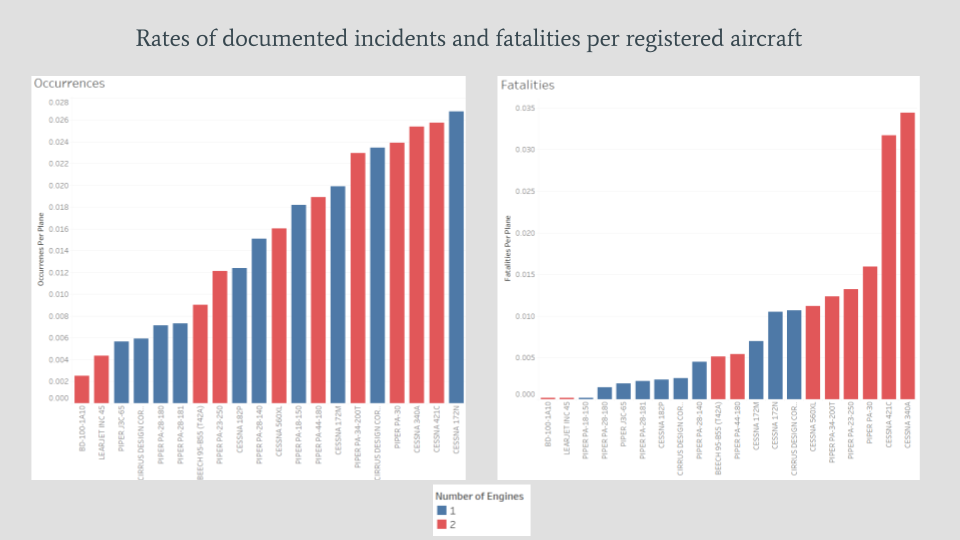 Rates of documented incidents and fatalities per registered aircraft
Occurrences
0.028
0.026
0.024
0.022
0.020
0.018
0.016
0.014
0.012
0.010
0.008
0.006
0.004
0.002
0.000
Occurrenes Per Plane
BD-100-1A10
LEARJET INC 45
PIPER J3C-65
CIRRUS DESIGN COR..
PIPER PA-28-180
PIPER PA-28-181
BEECH 95-B55 (T42A)
PIPER PA-23-250
CESSNA 182P
PIPER PA-28-140
CESSNA 560XL
PIPER PA-18-150
PIPER PA-44-180
CESSNA 172M
PIPER PA-34-200T
CIRRUS DESIGN COR..
PIPER PA-30
CESSNA 340A
CESSNA 421C
CESSNA 172N
Fatalities
0.035
0.030
0.025
0.020
0.015
0.010
0.005
0.000
Fatalities Per Plane
BD-100-1A10
LEARJET INC 45
PIPER PA-18-150
PIPER PA-28-180
PIPER J3C-65
PIPER PA-28-181
CESSNA 182P
CIRRUS DESIGN COR..
PIPER PA-28-140
BEECH 95-B55 (T42A)
PIPER PA-44-180
CESSNA 172M
CESSNA 172N
CIRRUS DESIGN COR..
CESSNA 560XL
PIPER PA-34-200T
PIPER PA-23-250
PIPER PA-30
CESSNA 421C
CESSNA 340A
Number of Engines
1
2